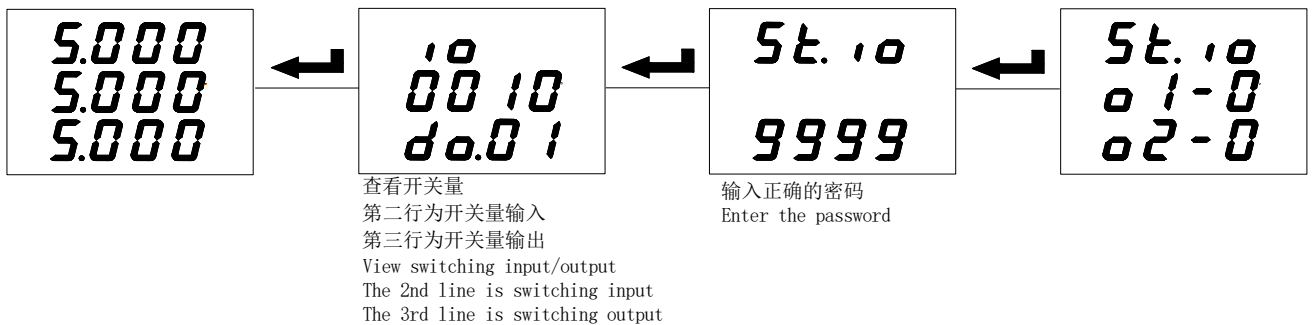 5.000
5.000
5.000
io
0010
do.01
查看开关量
第二行为开关量输入
第三行为开关量输出
View switching input/output
The 2nd line is switching input
The 3rd line is switching output
St.io
9999
输入正确的密码
Enter the password
St.io
o1-0
o2-0